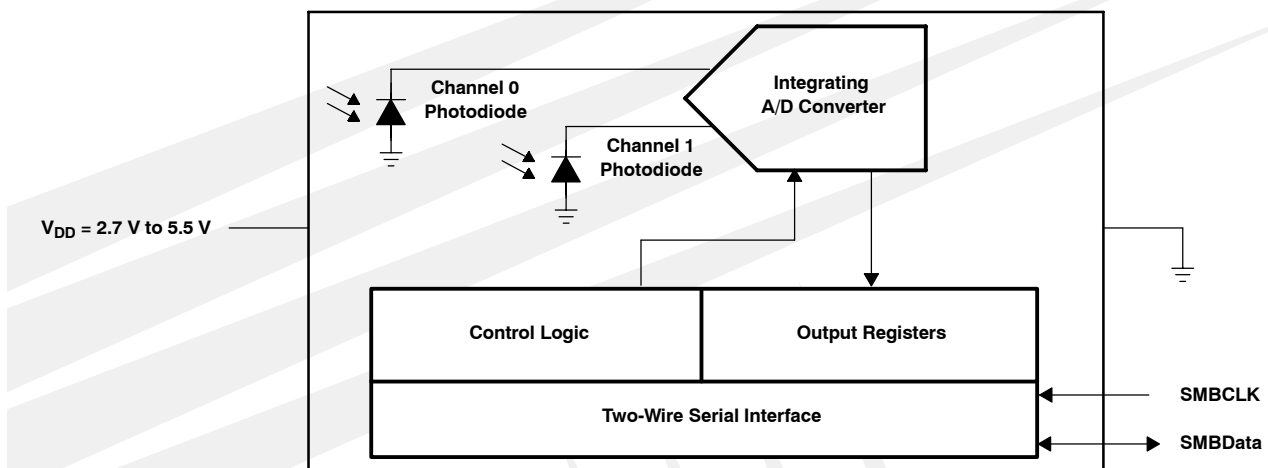 Channel 0
Photodiode
Integrating
A/D Converter
Channel 1
Photodiode
VDD = 2.7 V to 5.5 V
Control Logic
Output Registers
Two-Wire Serial Interface
SMBCLK
SMBData